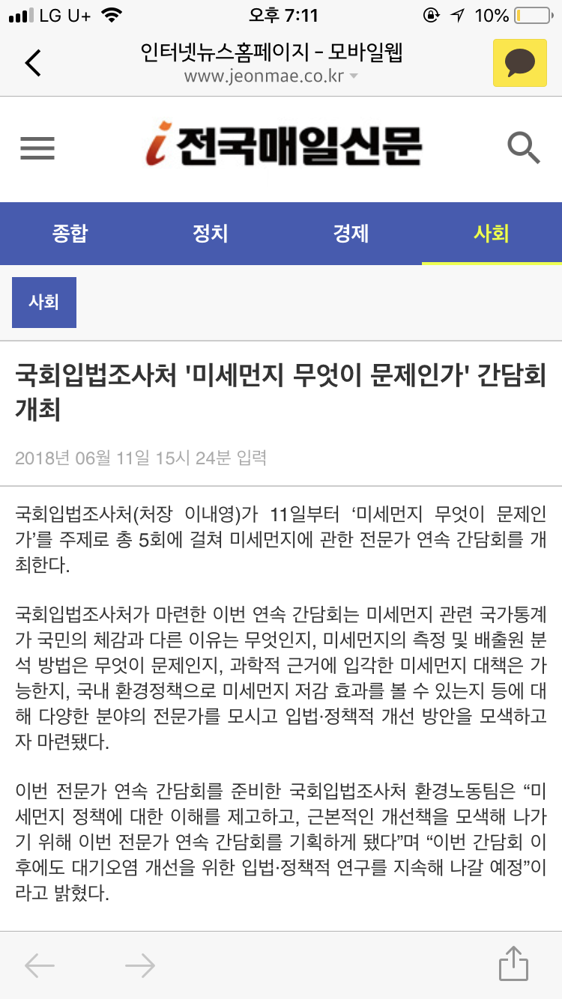 LG U+ 오후 7:11 10%
인터넷뉴스홈페이지 - 모바일웹
www.jeonmae.co.kr
i 전국매일신문
종합 정치 경제 사회
사회
국회입법조사처 '미세먼지 무엇이 문제인가' 간담회
개최
2018년 06월 11일 15시 24분 입력
국회입법조사처(처장 이내영)가 11일부터 ‘미세먼지 무엇이 문제인
가’를 주제로 총 5회에 걸쳐 미세먼지에 관한 전문가 연속 간담회를 개
최한다.
국회입법조사처가 마련한 이번 연속 간담회는 미세먼지 관련 국가통계
가 국민의 체감과 다른 이유는 무엇인지, 미세먼지의 측정 및 배출원 분
석 방법은 무엇이 문제인지, 과학적 근거에 입각한 미세먼지 대책은 가
능한지, 국내 환경정책으로 미세먼지 저감 효과를 볼 수 있는지 등에 대
해 다양한 분야의 전문가를 모시고 입법·정책적 개선 방안을 모색하고
자 마련됐다.
이번 전문가 연속 간담회를 준비한 국회입법조사처 환경노동팀은 “미
세먼지 정책에 대한 이해를 제고하고, 근본적인 개선책을 모색해 나가
기 위해 이번 전문가 연속 간담회를 기획하게 됐다”며 “이번 간담회 이
후에도 대기오염 개선을 위한 입법·정책적 연구를 지속해 나갈 예정”이
라고 밝혔다.